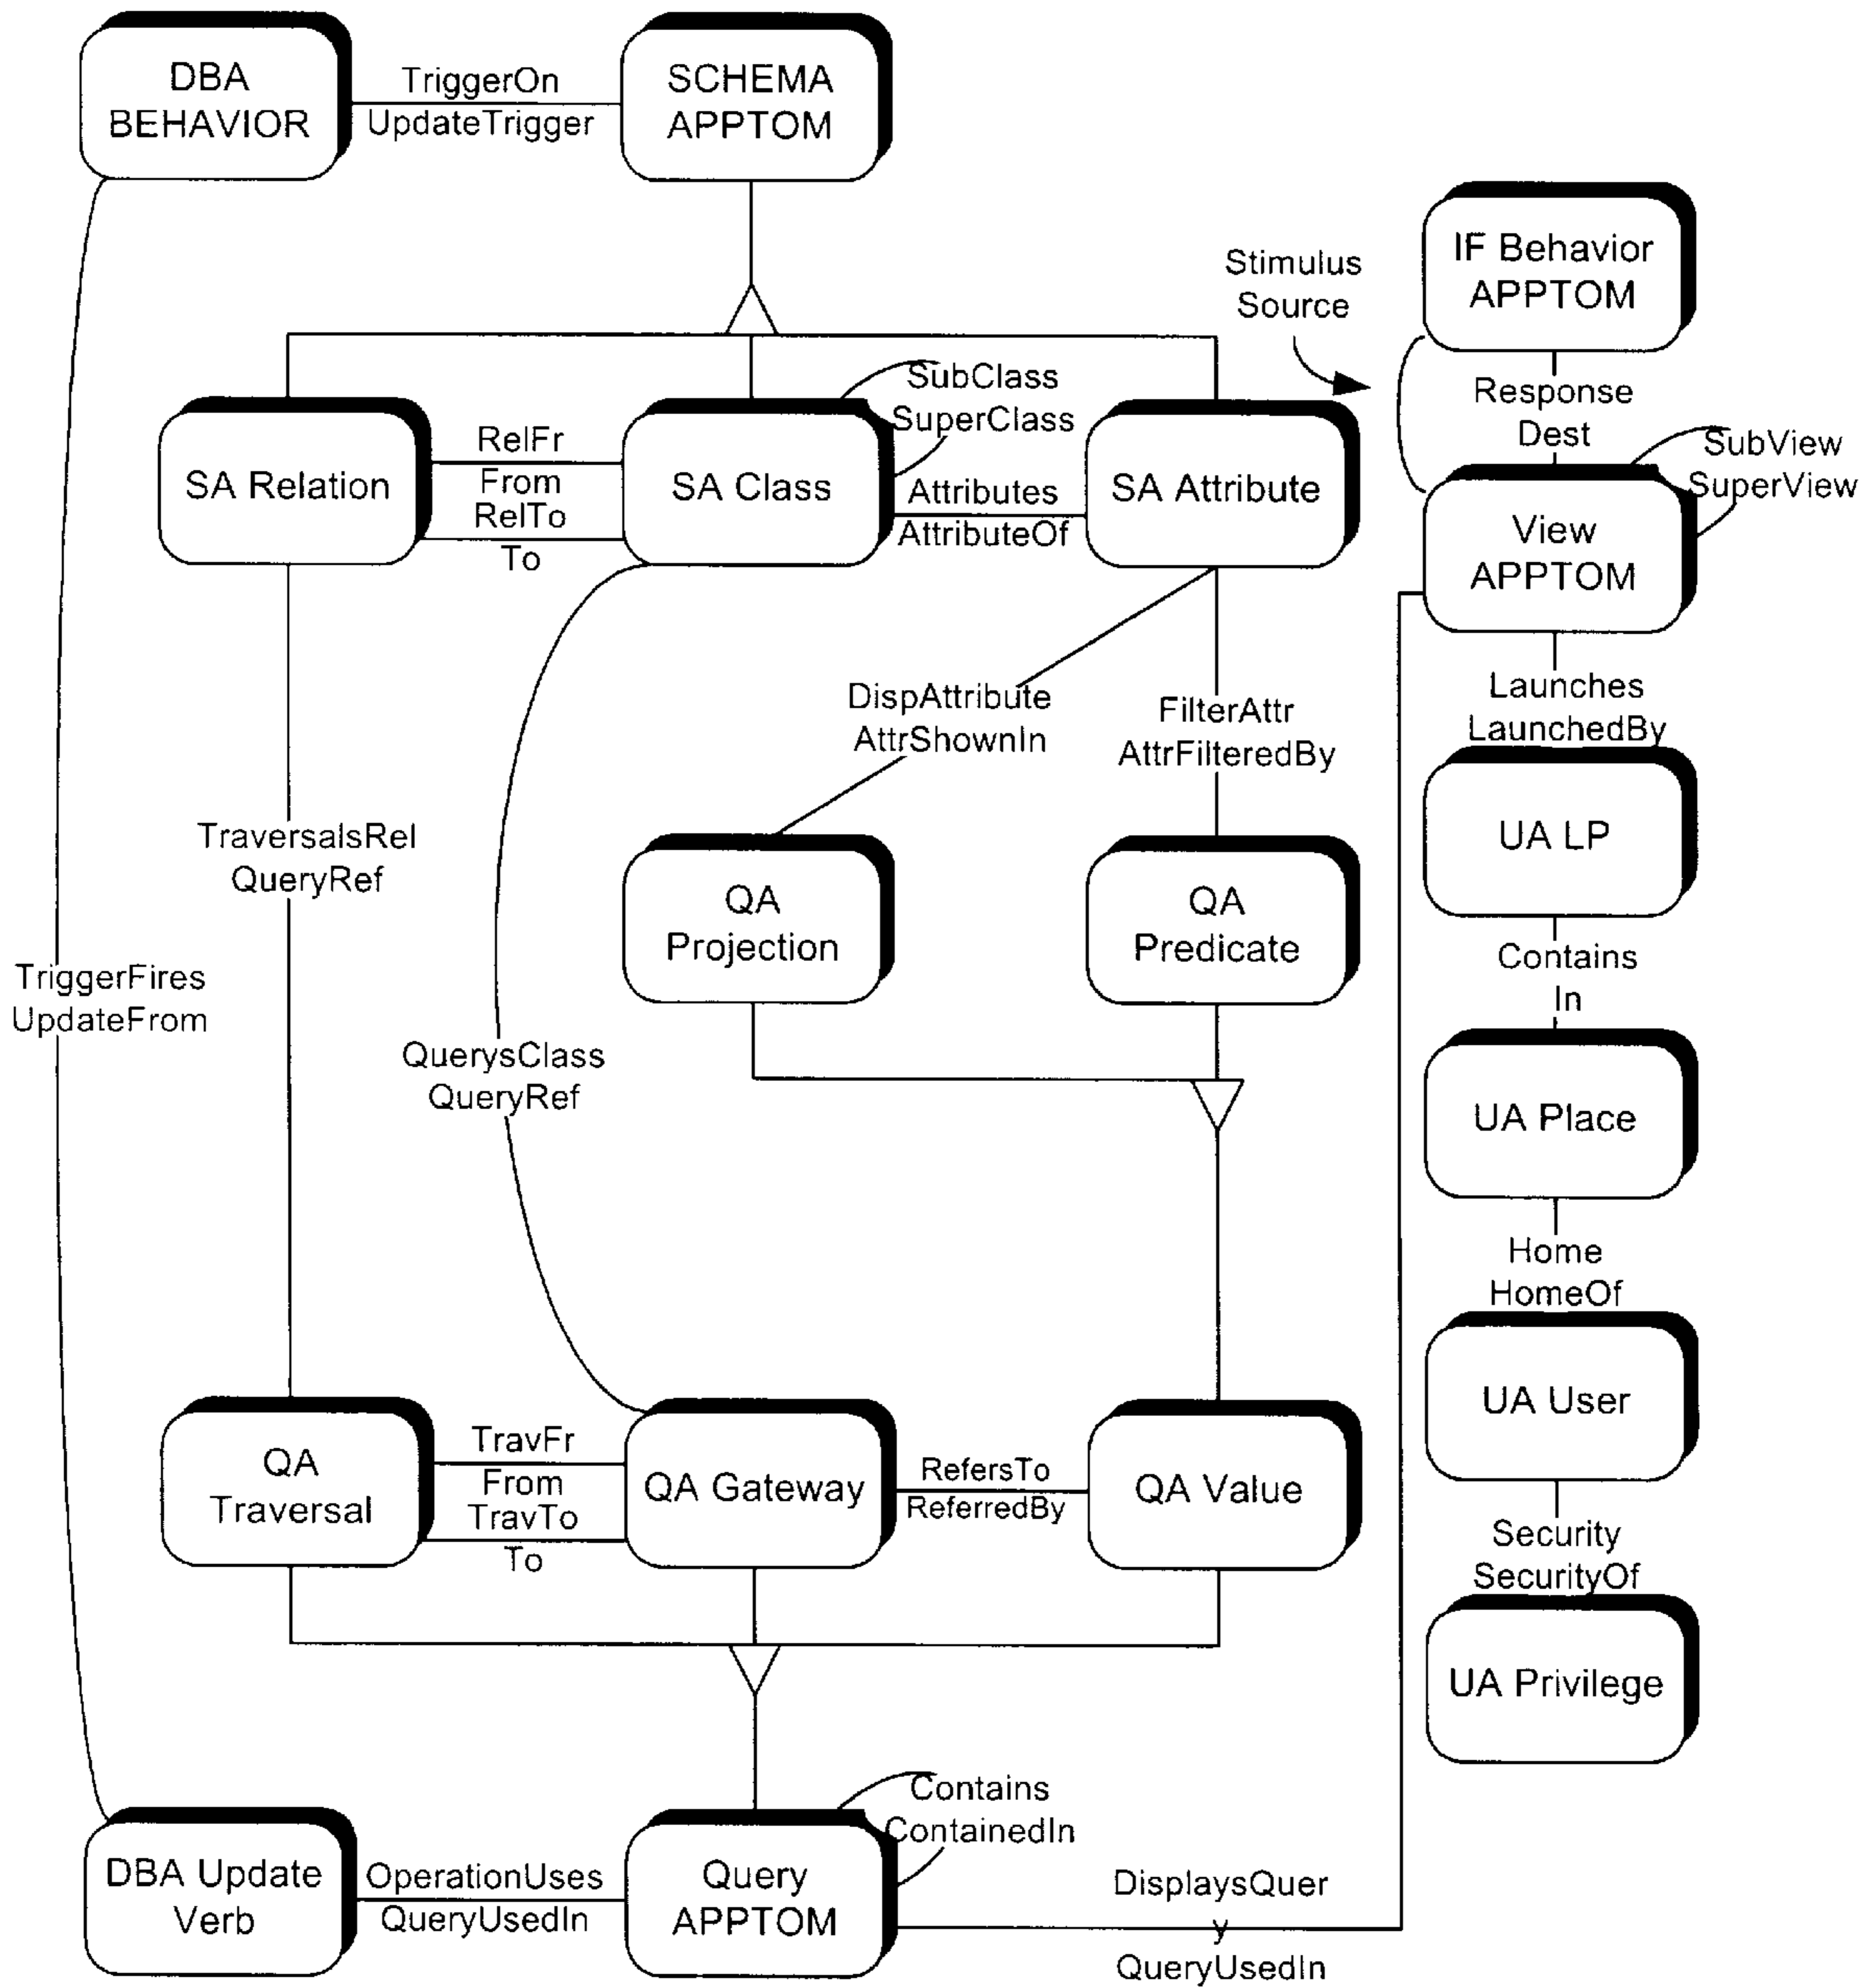 DBA
BEHAVIOR
TriggerOn
UpdateTrigger
SCHEMA
APPTOM
IF Behavior
APPTOM
Stimulus
Source
Response
Dest
SubClass
SuperClass
SubView
SuperView
SA Relation
RelFr
From
RelTo
To
SA Class
Attributes
AttributeOf
SA Attribute
View
APPTOM
DispAttribute
AttrShownIn
FilterAttr
AttrFilteredBy
Launches
LaunchedBy
TraversalsRel
QueryRef
QA
Projection
QA
Predicate
UA LP
TriggerFires
UpdateFrom
Contains
In
QuerysClass
QueryRef
UA Place
Home
HomeOf
QA
Traversal
TravFr
From
TravTo
To
QA Gateway
RefersTo
ReferredBy
QA Value
UA User
Security
SecurityOf
UA Privilege
Contains
ContainedIn
DBA Update
Verb
OperationUses
QueryUsedIn
Query
APPTOM
DisplaysQuer
y
QueryUsedIn